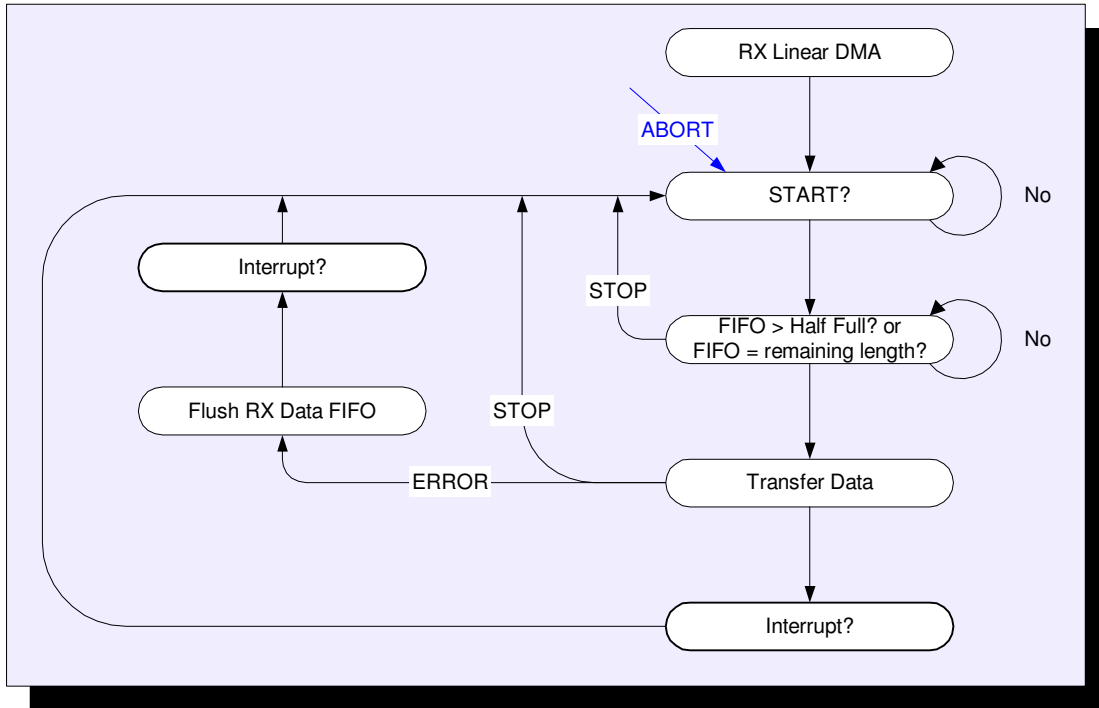 RX Linear DMA
ABORT
START?
No
Interrupt?
STOP
FIFO > Half Full? or
FIFO = remaining length?
No
Flush RX Data FIFO
STOP
ERROR
Transfer Data
Interrupt?